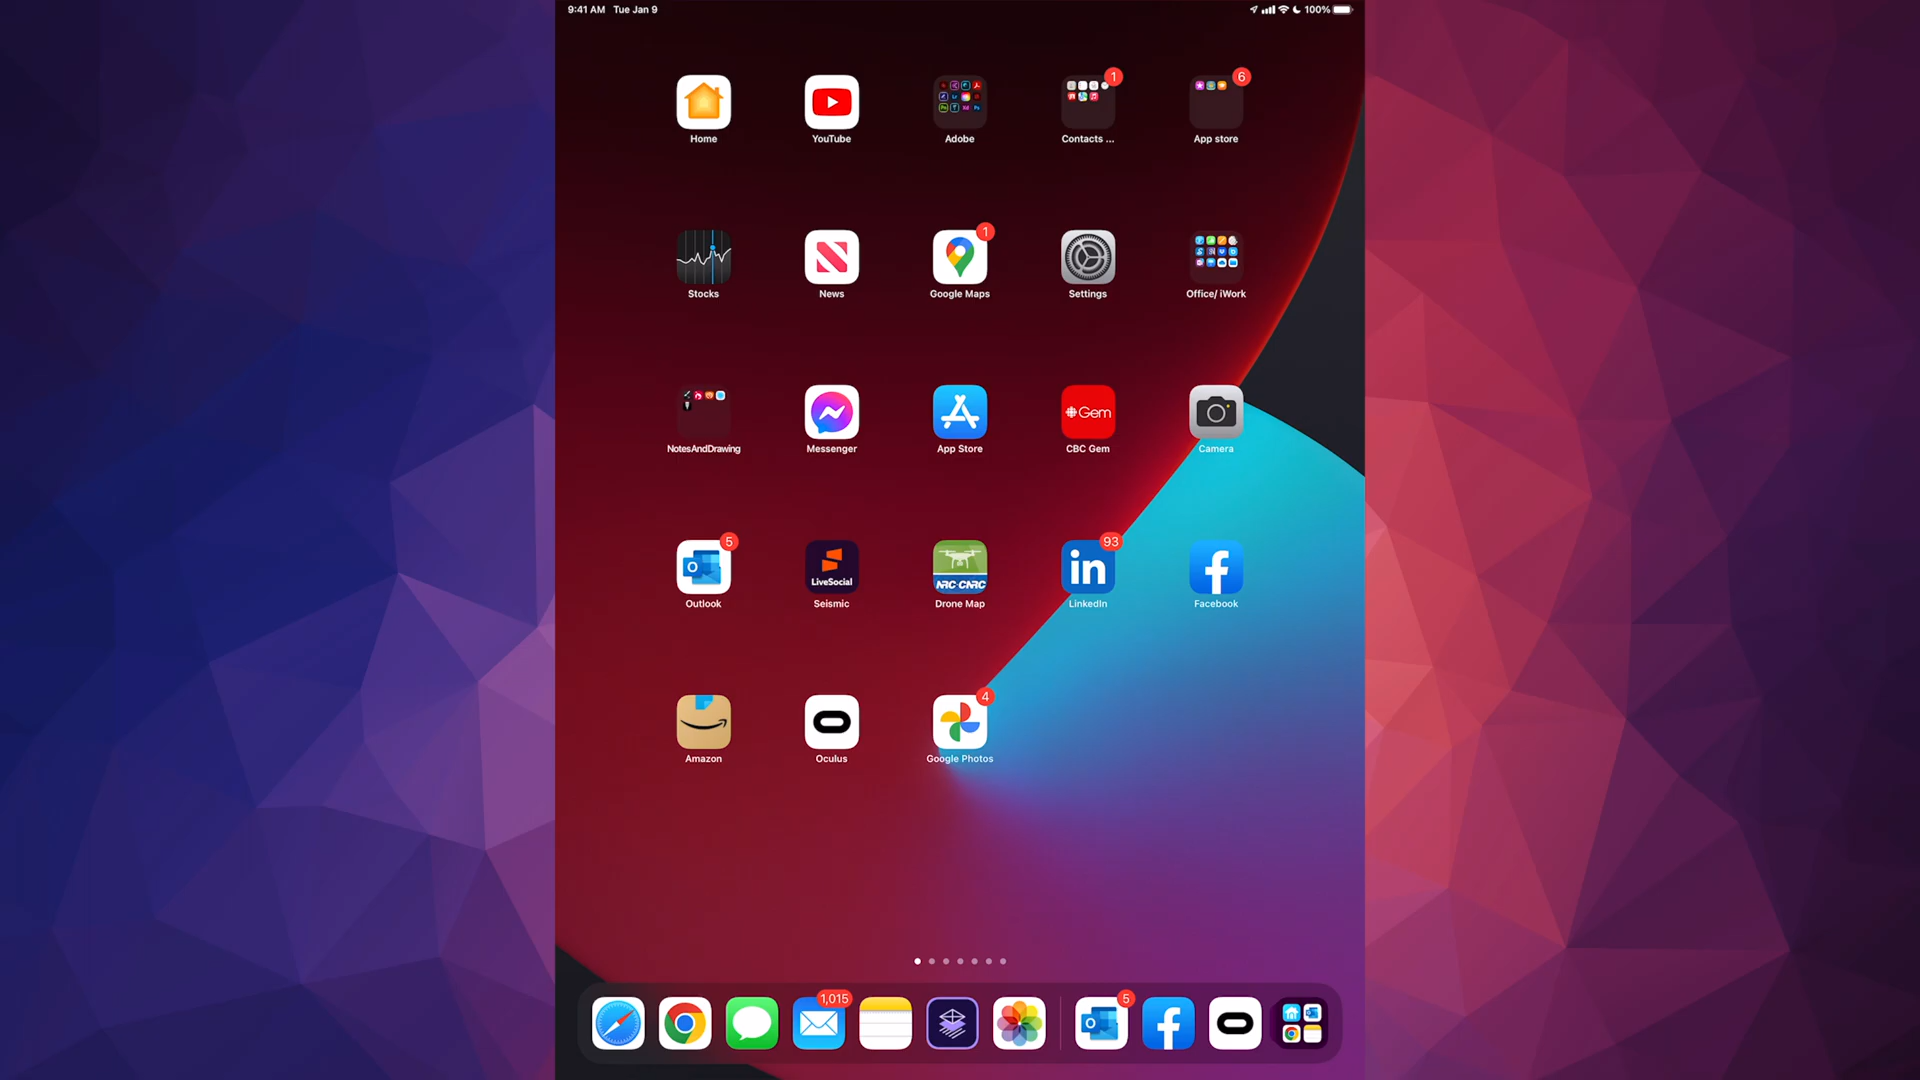 9:41 AM Tue Jan 9
100%
1
6
Home
YouTube
Adobe
Contacts ...
App store
1
Stocks
News
Google Maps
Settings
Office/ iWork
Gem
NotesAndDrawing
Messenger
App Store
CBC Gem
Camera
5
93
LiveSocial
NRC·CNRC
Outlook
Seismic
Drone Map
LinkedIn
Facebook
4
Amazon
Oculus
Google Photos
1,015
5